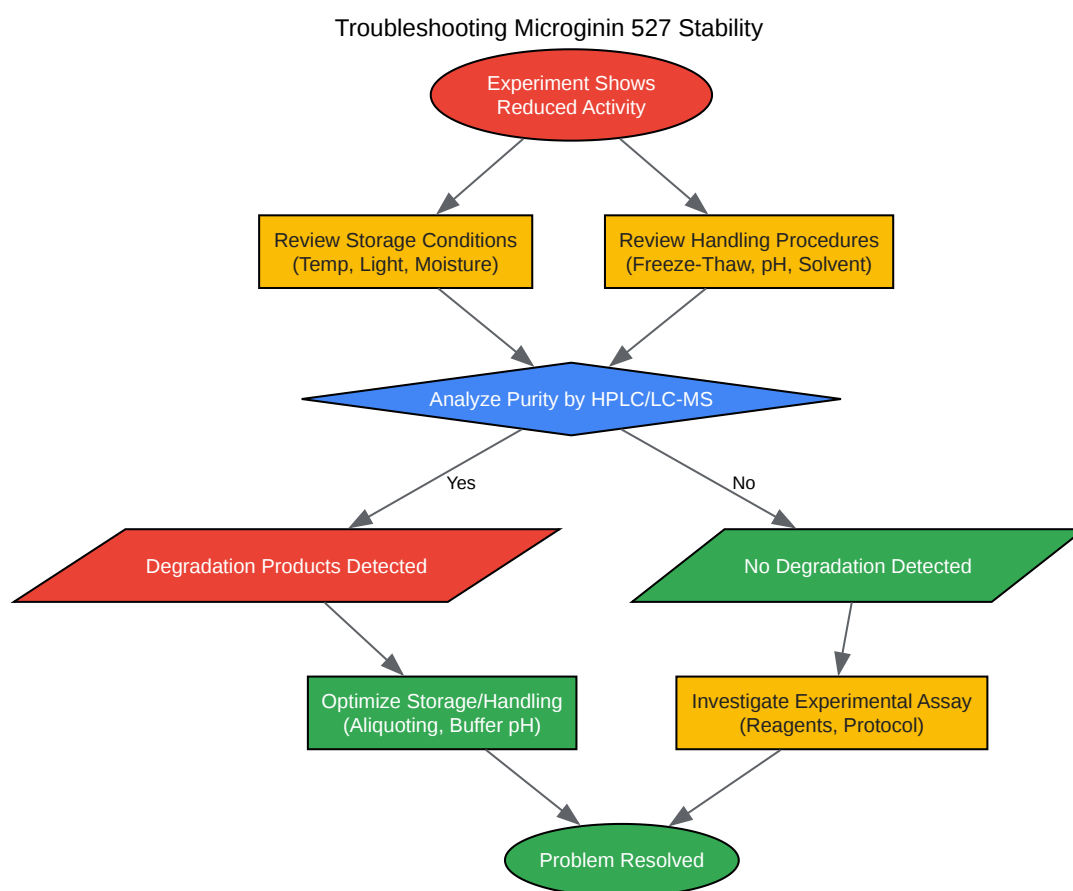 Troubleshooting Microginin 527 Stability
Experiment Shows
Reduced Activity
Review Storage Conditions
(Temp, Light, Moisture)
Review Handling Procedures
(Freeze-Thaw, pH, Solvent)
Analyze Purity by HPLC/LC-MS
Yes
No
Degradation Products Detected
No Degradation Detected
Optimize Storage/Handling
(Aliquoting, Buffer pH)
Investigate Experimental Assay
(Reagents, Protocol)
Problem Resolved